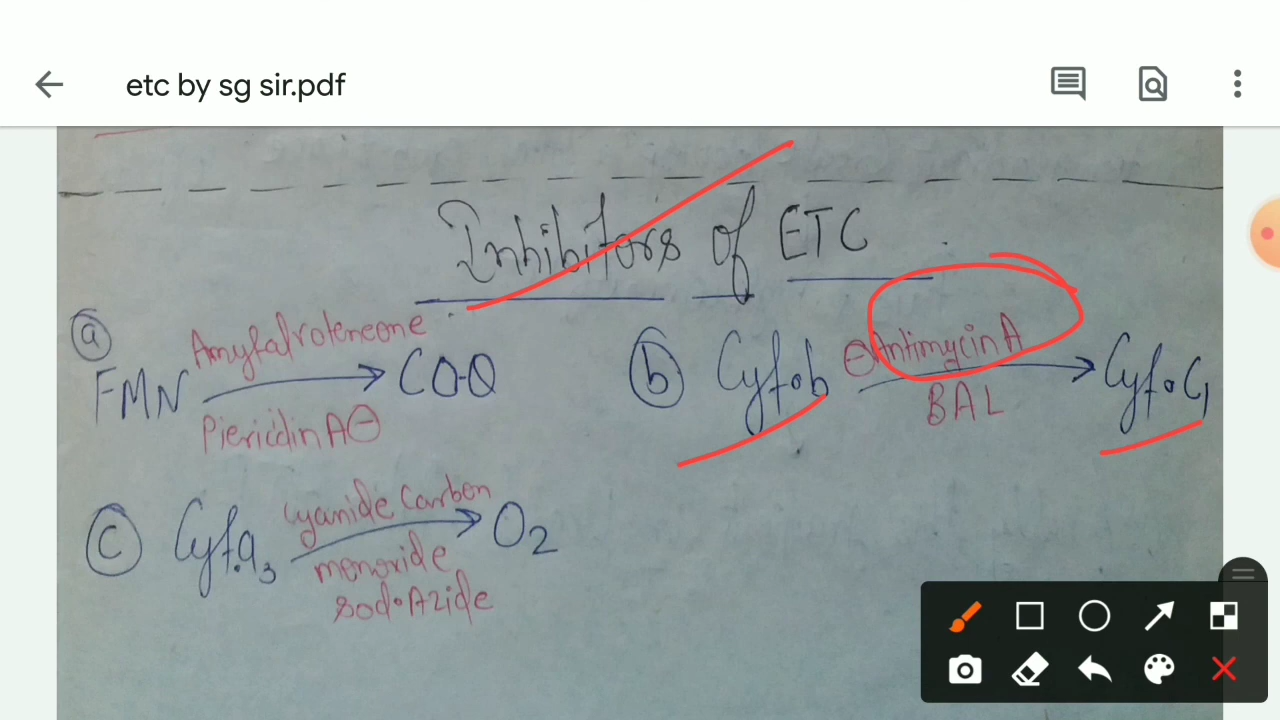 etc by sg sir.pdf
Inhibitors of ETC
ⓐ Amytal roteneone
FMN → CO-Q
Piericidin A ⊖
ⓑ Cyt.b ⊖ Antimycin A → Cyt.C₁
BAL
ⓒ Cyt.a₃ cyanide Carbon → O₂
monoxide
Sod. Azide